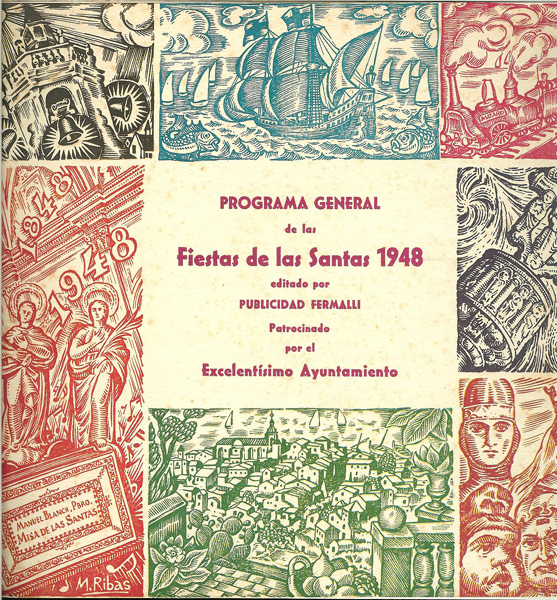 PROGRAMA GENERAL
de las
Fiestas de las Santas 1948
editado por
PUBLICIDAD FERMALLI
Patrocinado
por el
Excelentísimo Ayuntamiento
MATARO
1948
1948
MANUEL BLANCH, PBRO.
MISA DE LAS SANTAS
M. Ribas